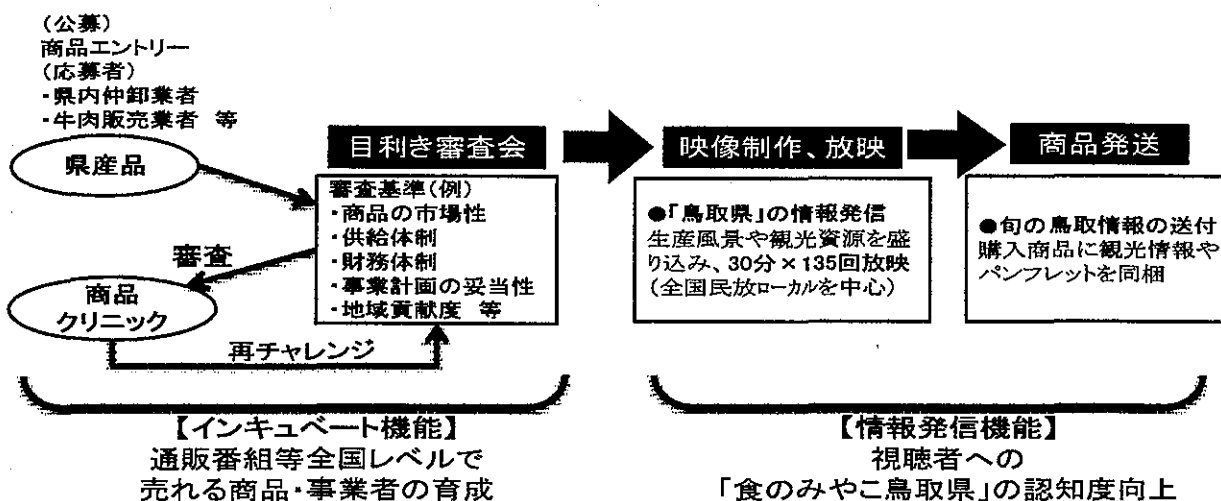 (公募)
商品エントリー
(応募者)
・県内仲卸業者
・牛肉販売業者 等
県産品
審査
商品
クリニック
再チャレンジ
目利き審査会
審査基準(例)
・商品の市場性
・供給体制
・財務体制
・事業計画の妥当性
・地域貢献度 等
映像制作、放映
●「鳥取県」の情報発信
生産風景や観光資源を盛
り込み、30分×135回放映
(全国民放ローカルを中心)
商品発送
●旬の鳥取情報の送付
購入商品に観光情報や
パンフレットを同梱
【インキュベート機能】
通販番組等全国レベルで
売れる商品・事業者の育成
【情報発信機能】
視聴者への
「食のみやこ鳥取県」の認知度向上